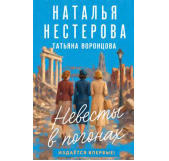 НАТАЛЬЯ
НЕСТЕРОВА
ТАТЬЯНА ВОРОНЦОВА
Невесты
в погонах
ИЗДАЁТСЯ ВПЕРВЫЕ!